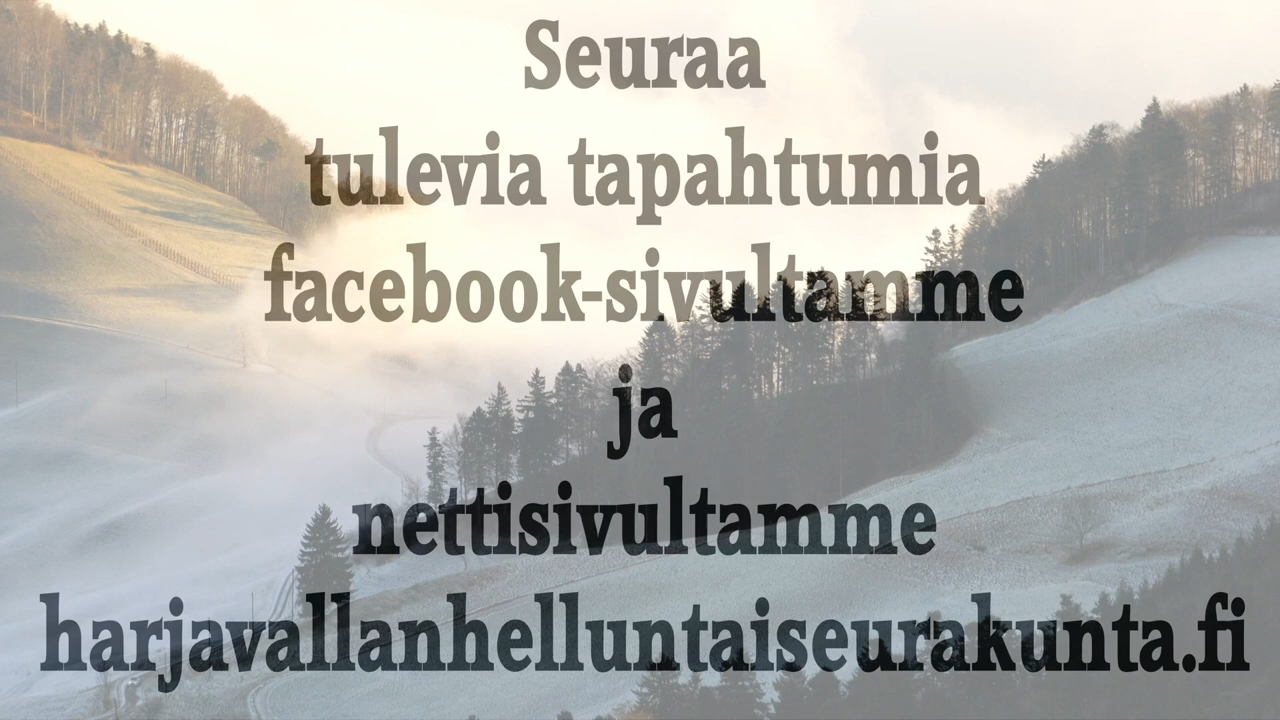 Seuraa
tulevia tapahtumia
facebook-sivultamme
ja
nettisivultamme
harjavallanhelluntaiseurakunta.fi